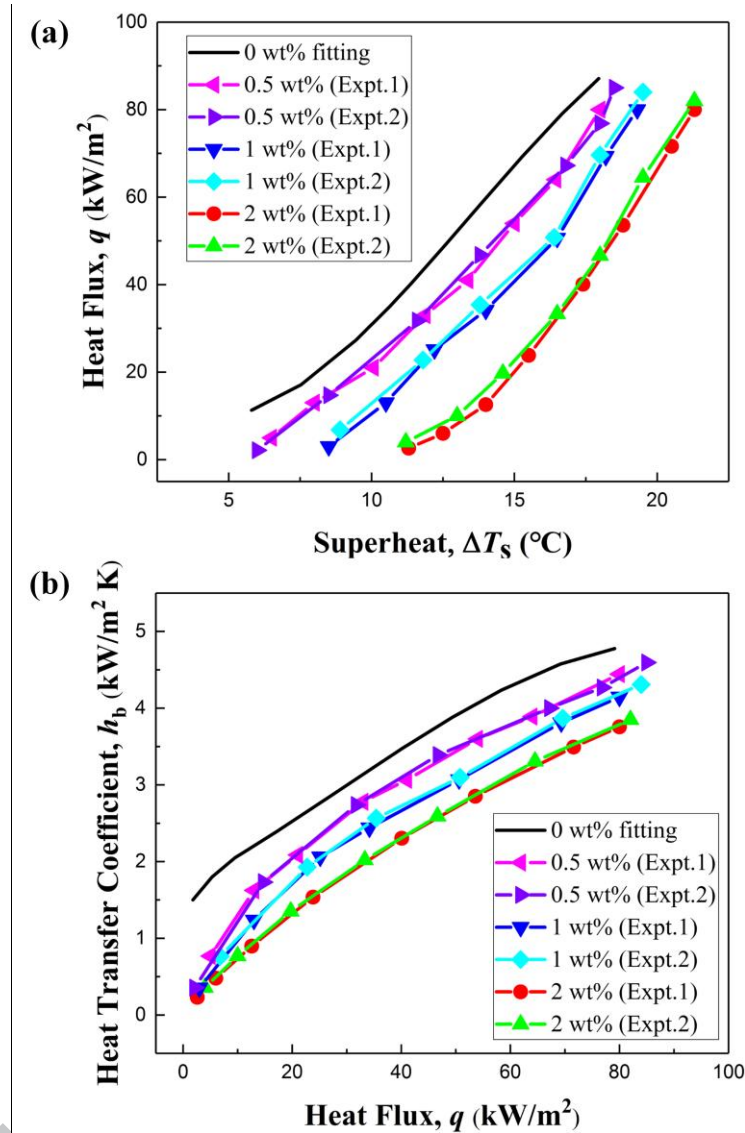 (a)
100
80
60
40
20
0
Heat Flux, q (kW/m²)
0 wt% fitting
0.5 wt% (Expt.1)
0.5 wt% (Expt.2)
1 wt% (Expt.1)
1 wt% (Expt.2)
2 wt% (Expt.1)
2 wt% (Expt.2)
5 10 15 20
Superheat, ΔTs (°C)
(b)
5
4
3
2
1
0
Heat Transfer Coefficient, hb (kW/m² K)
0 wt% fitting
0.5 wt% (Expt.1)
0.5 wt% (Expt.2)
1 wt% (Expt.1)
1 wt% (Expt.2)
2 wt% (Expt.1)
2 wt% (Expt.2)
0 20 40 60 80 100
Heat Flux, q (kW/m²)